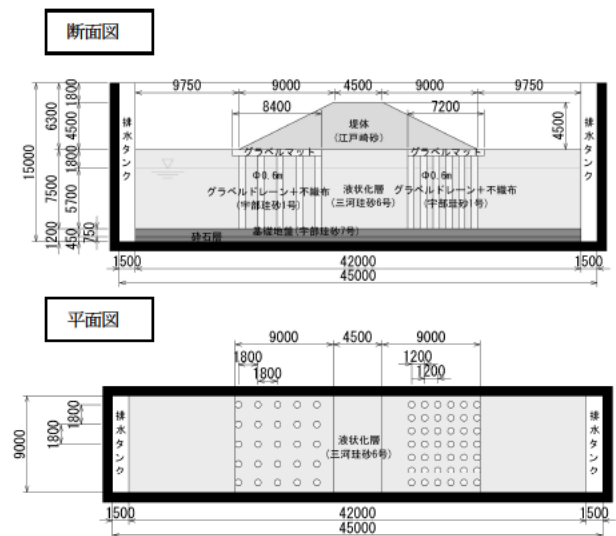 断面図
9750 9000 4500 9000 9750
8400 7200
1800
6300
4500
15000
1800
7500
5700
1200
450
750
4500
排水タンク
排水タンク
堤体
(江戸崎砂)
グラベルマット
グラベルマット
Φ0.6m
グラベルドレーン+不織布
(宇部珪砂1号)
液状化層
(三河珪砂6号)
Φ0.6m
グラベルドレーン+不織布
(宇部珪砂1号)
基礎地盤(宇部珪砂7号)
砕石層
1500 42000 1500
45000
平面図
9000 4500 9000
1800 1200
1800 1200
1800
1800
9000
排水タンク
液状化層
(三河珪砂6号)
排水タンク
1500 42000 1500
45000